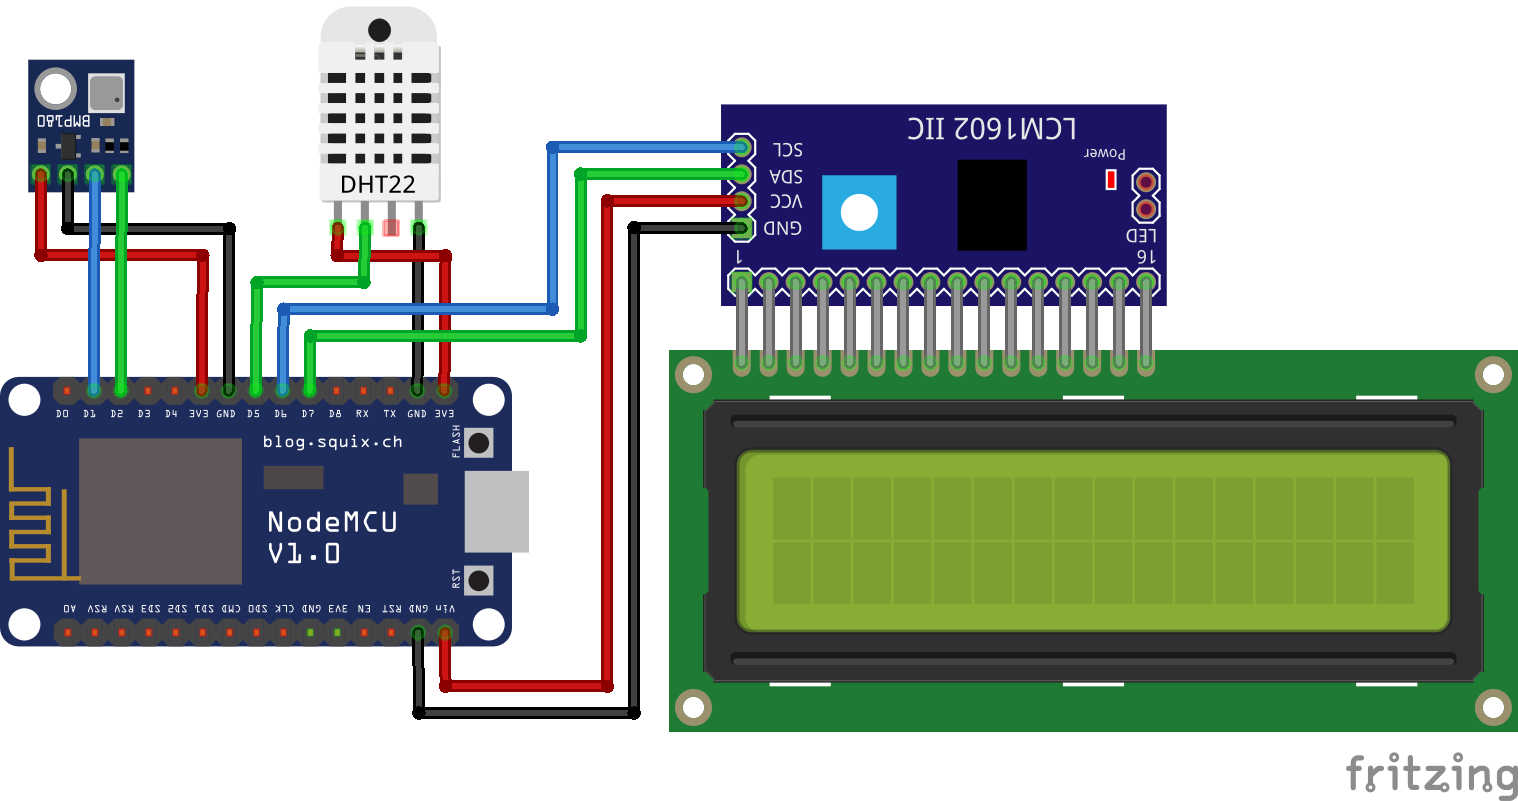 BMP180
DHT22
LCM1602 IIC
SCL
SDA
VCC
GND
Power
LED
1
16
D0 D1 D2 D3 D4 3V3 GND D5 D6 D7 D8 RX TX GND 3V3
blog.squix.ch
FLASH
NodeMCU
V1.0
RST
A0 RSV RSV SD3 SD2 SD1 CMD SD0 CLK GND 3V3 EN RST GND Vin
fritzing